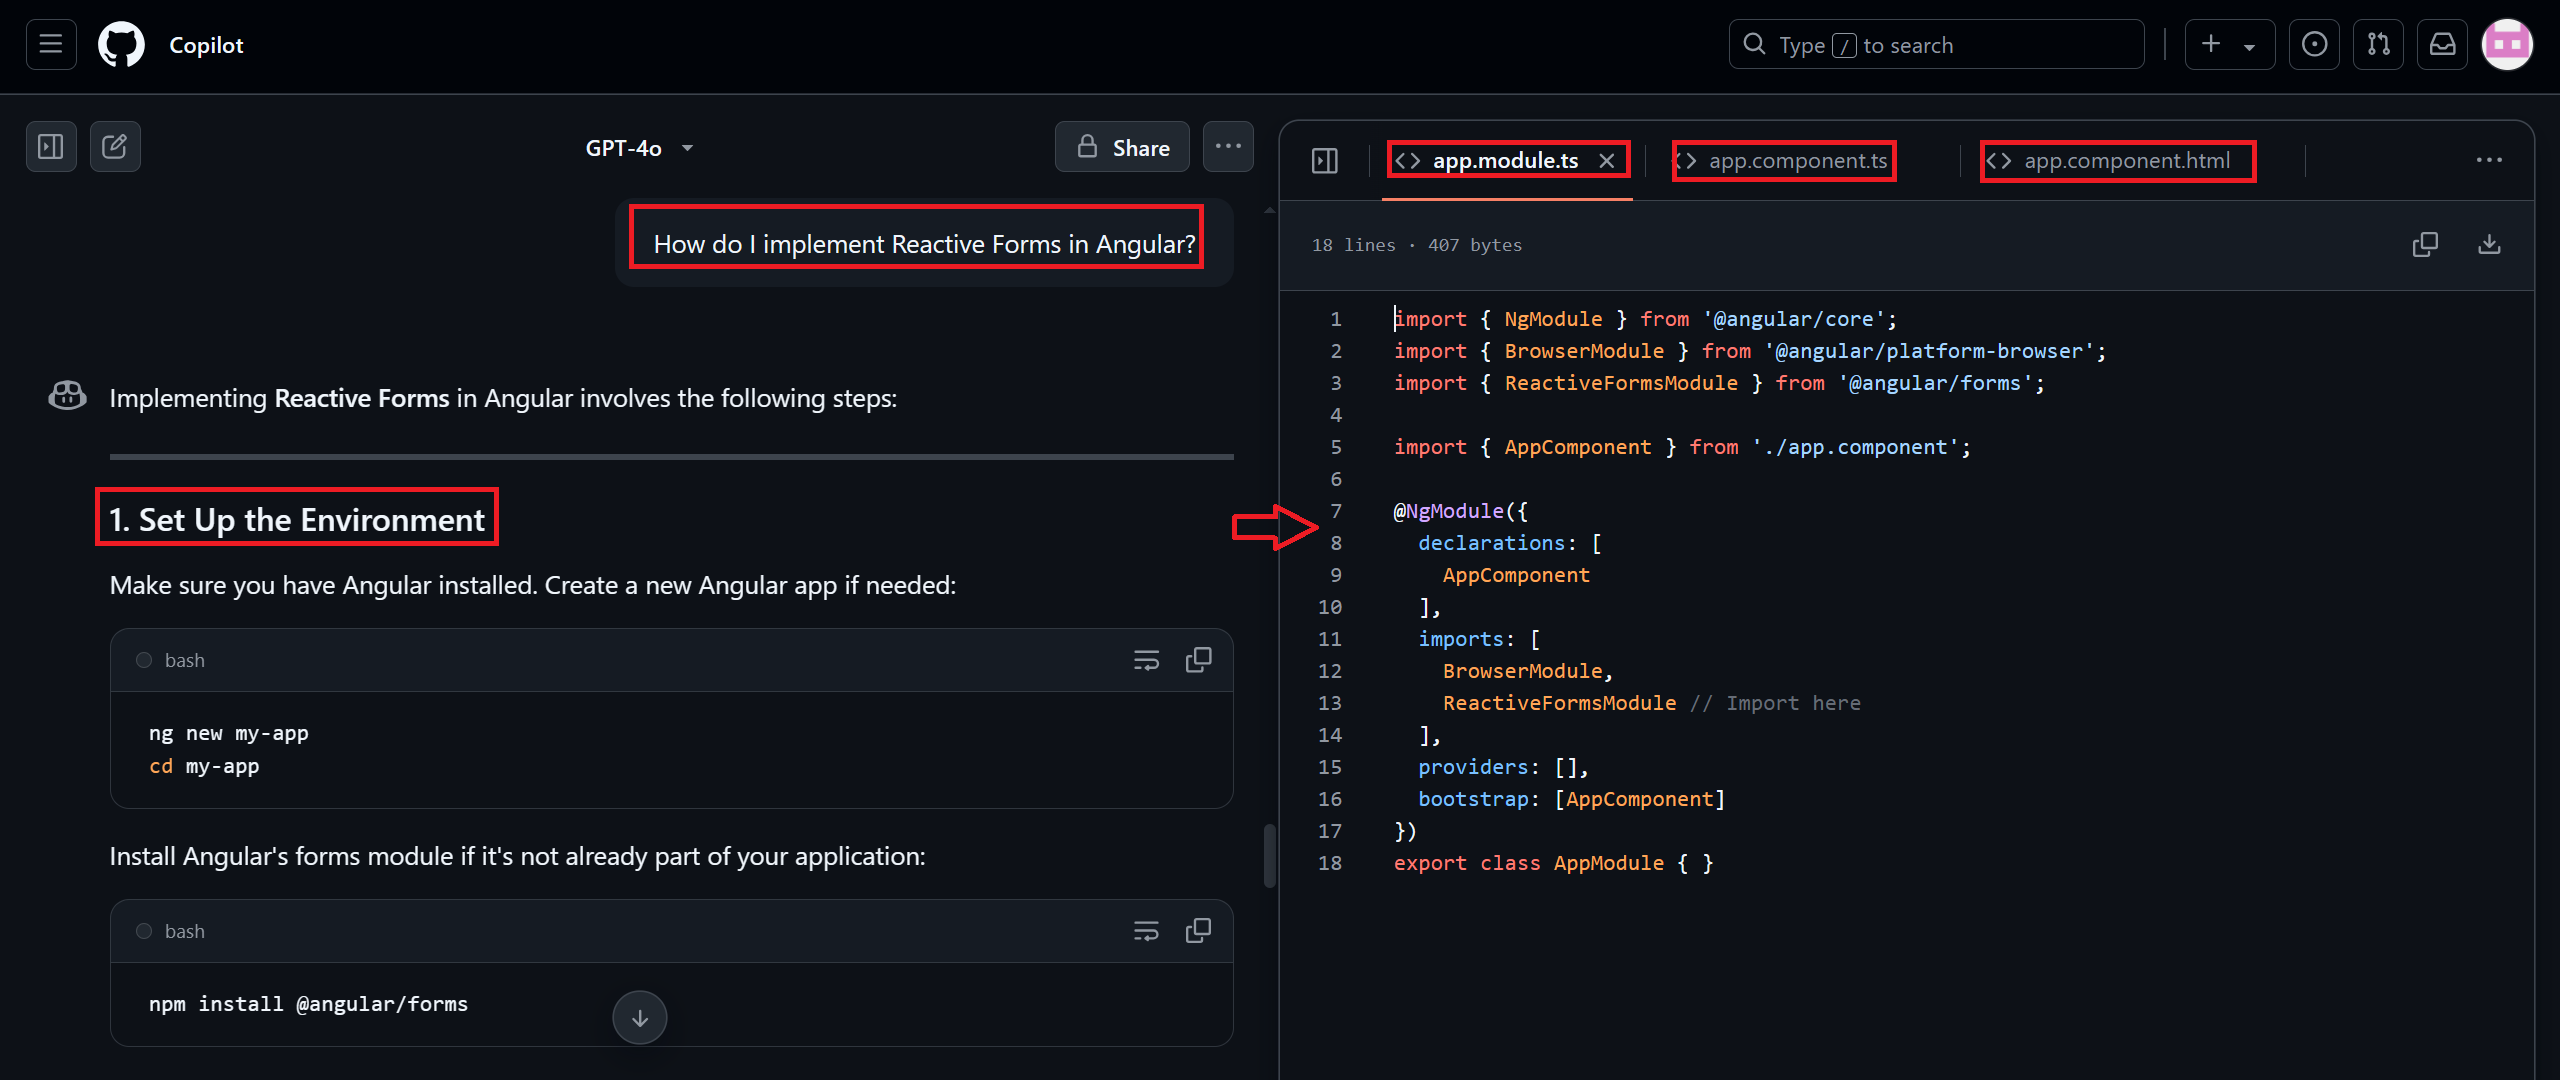 Copilot
Type / to search
GPT-4o
Share
How do I implement Reactive Forms in Angular?
Implementing Reactive Forms in Angular involves the following steps:
1. Set Up the Environment
Make sure you have Angular installed. Create a new Angular app if needed:
bash
ng new my-app
cd my-app
Install Angular's forms module if it's not already part of your application:
bash
npm install @angular/forms
app.module.ts
app.component.ts
app.component.html
18 lines · 407 bytes
1 import { NgModule } from '@angular/core';
2 import { BrowserModule } from '@angular/platform-browser';
3 import { ReactiveFormsModule } from '@angular/forms';
4
5 import { AppComponent } from './app.component';
6
7 @NgModule({
8 declarations: [
9 AppComponent
10 ],
11 imports: [
12 BrowserModule,
13 ReactiveFormsModule // Import here
14 ],
15 providers: [],
16 bootstrap: [AppComponent]
17 })
18 export class AppModule { }